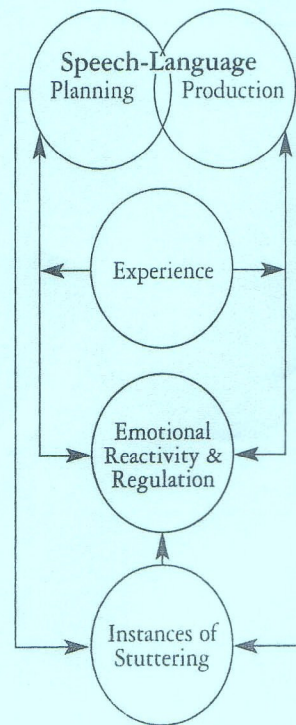 Speech-Language
Planning Production
Experience
Emotional
Reactivity &
Regulation
Instances of
Stuttering